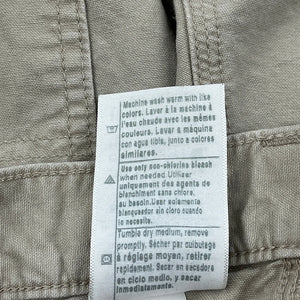 Machine wash warm with like
colors. Laver à la machine à
l'eau chaude avec les mêmes
couleurs. Lavar a máquina
con agua tibia, junto a colores
similares.
Use only non-chlorine bleach
when needed Utiliser
uniquement des agents de
blanchiment sans chlore,
au besoin. Usar solamente
blanqueador sin cloro cuando
lo necesite.
Tumble dry medium, remove
promptly. Sécher par culbutage
à réglage moyen, retirer
rapidement. Secar en secadora
en ciclo medio, y sacar
inmediatamente.